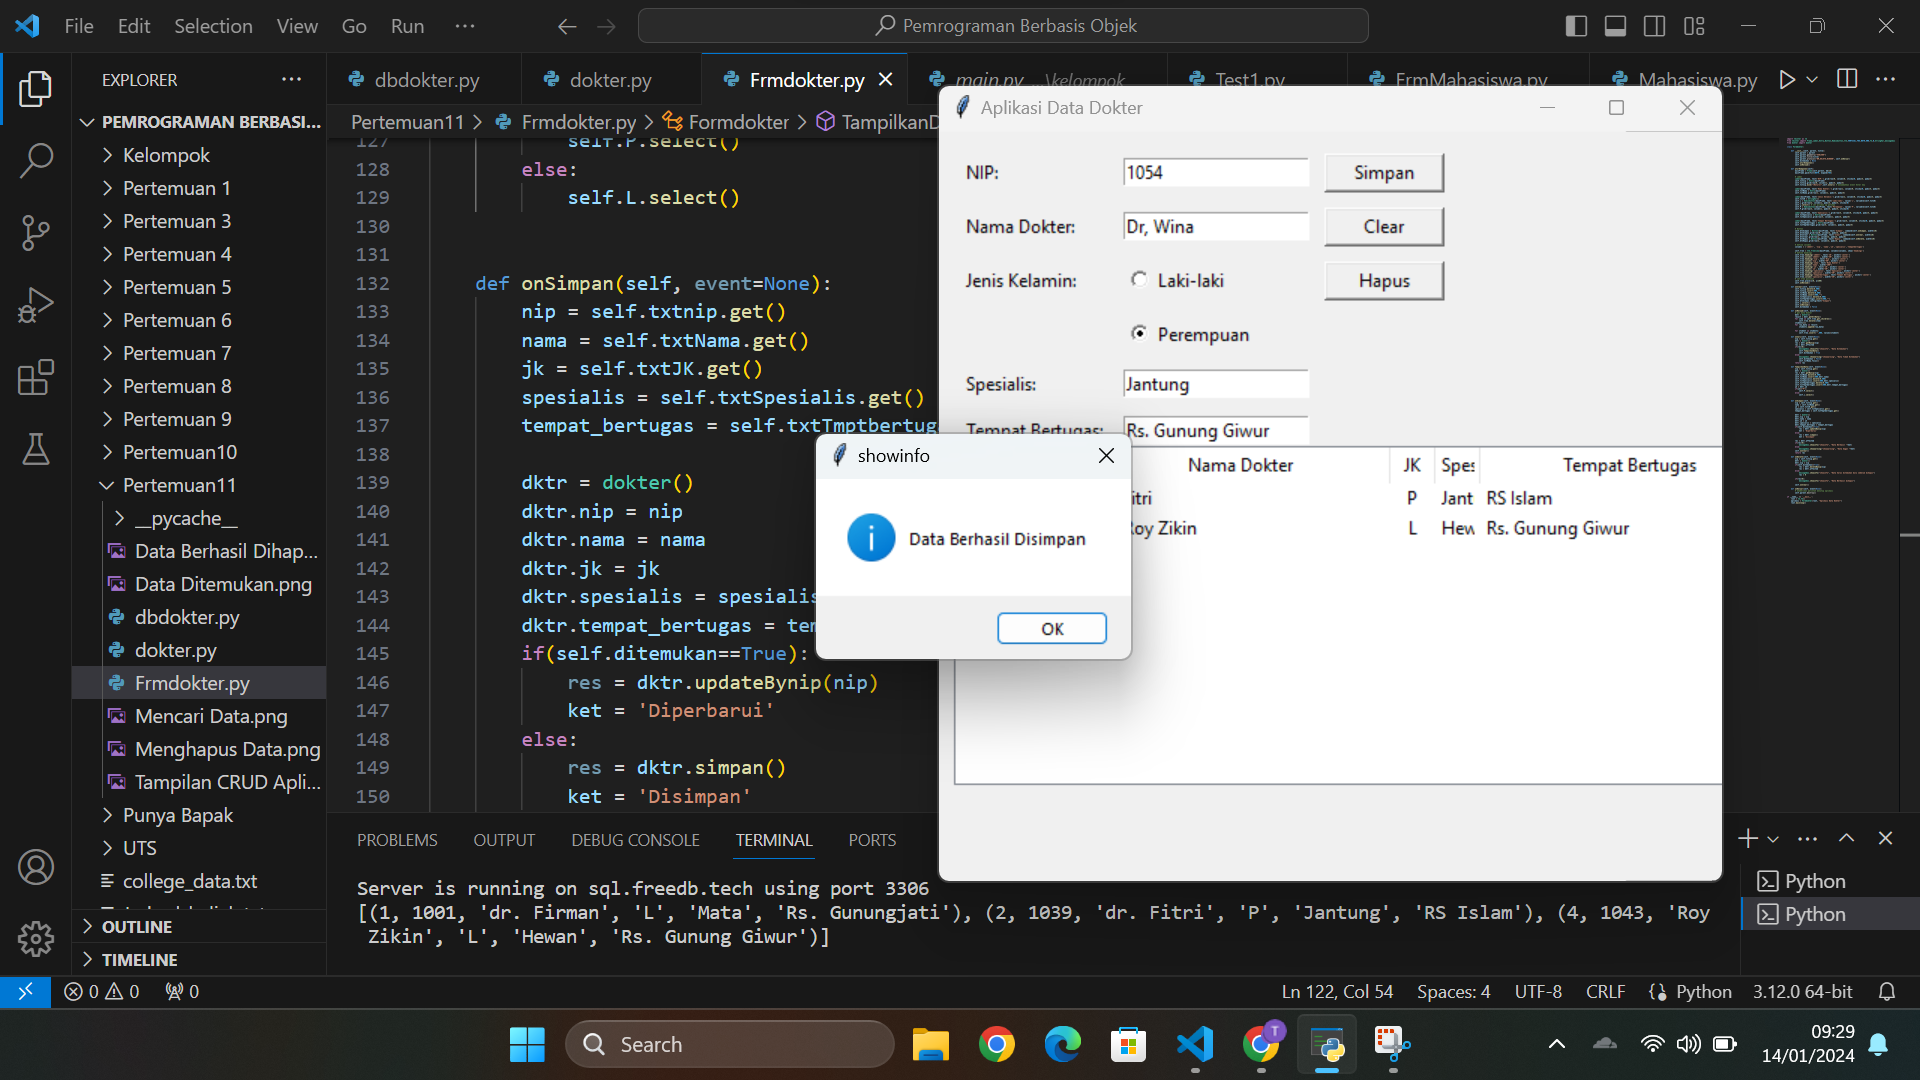 File Edit Selection View Go Run ···
Pemrograman Berbasis Objek
EXPLORER
PEMROGRAMAN BERBASI...
Kelompok
Pertemuan 1
Pertemuan 3
Pertemuan 4
Pertemuan 5
Pertemuan 6
Pertemuan 7
Pertemuan 8
Pertemuan 9
Pertemuan10
Pertemuan11
__pycache__
Data Berhasil Dihap...
Data Ditemukan.png
dbdokter.py
dokter.py
Frmdokter.py
Mencari Data.png
Menghapus Data.png
Tampilan CRUD Apli...
Punya Bapak
UTS
college_data.txt
OUTLINE
TIMELINE
dbdokter.py dokter.py Frmdokter.py main.py ...\kelompok Test1.py FrmMahasiswa.py Mahasiswa.py
Pertemuan11 > Frmdokter.py > Formdokter > TampilkanD
127 self.P.select()
128 else:
129 self.L.select()
130
131
132 def onSimpan(self, event=None):
133 nip = self.txtnip.get()
134 nama = self.txtNama.get()
135 jk = self.txtJK.get()
136 spesialis = self.txtSpesialis.get()
137 tempat_bertugas = self.txtTmptbertug
138
139 dktr = dokter()
140 dktr.nip = nip
141 dktr.nama = nama
142 dktr.jk = jk
143 dktr.spesialis = spesialis
144 dktr.tempat_bertugas = tem
145 if(self.ditemukan==True):
146 res = dktr.updateBynip(nip)
147 ket = 'Diperbarui'
148 else:
149 res = dktr.simpan()
150 ket = 'Disimpan'
Aplikasi Data Dokter
NIP: 1054 Simpan
Nama Dokter: Dr, Wina Clear
Jenis Kelamin: Laki-laki Hapus
Perempuan
Spesialis: Jantung
Tempat Bertugas: Rs. Gunung Giwur
Nama Dokter JK Spes Tempat Bertugas
itri P Jant RS Islam
Roy Zikin L Hew Rs. Gunung Giwur
showinfo
Data Berhasil Disimpan
OK
PROBLEMS OUTPUT DEBUG CONSOLE TERMINAL PORTS
Server is running on sql.freedb.tech using port 3306
[(1, 1001, 'dr. Firman', 'L', 'Mata', 'Rs. Gunungjati'), (2, 1039, 'dr. Fitri', 'P', 'Jantung', 'RS Islam'), (4, 1043, 'Roy
Zikin', 'L', 'Hewan', 'Rs. Gunung Giwur')]
Python
Python
0 0 0
Ln 122, Col 54 Spaces: 4 UTF-8 CRLF Python 3.12.0 64-bit
Search
T
09:29
14/01/2024